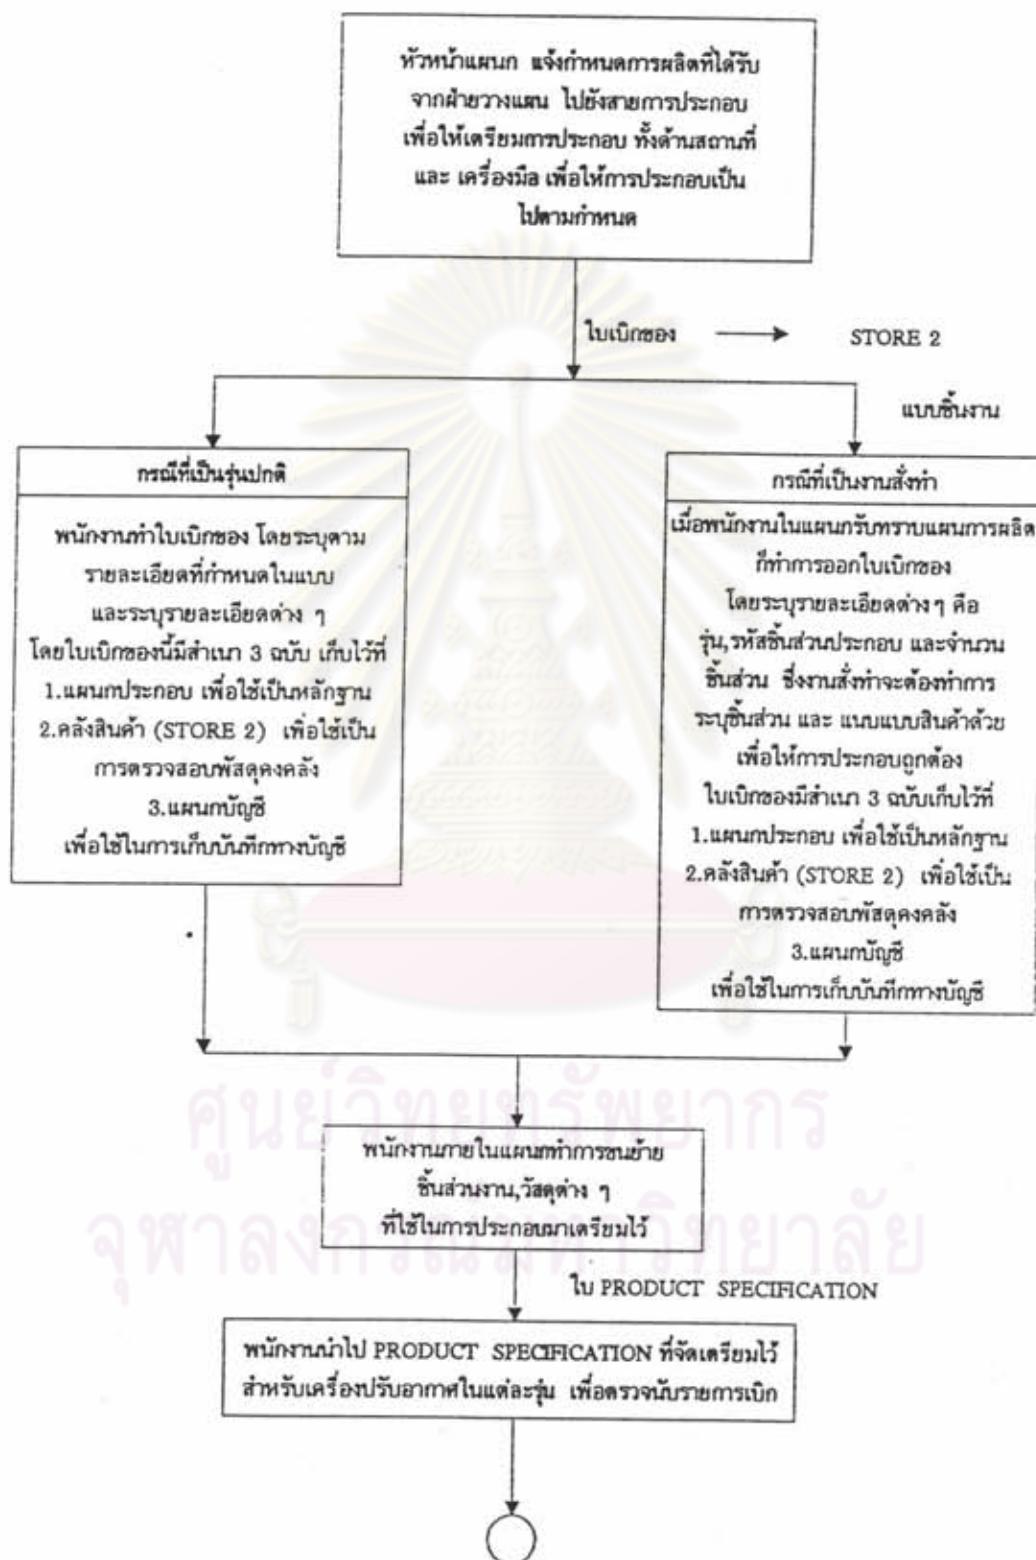 หัวหน้าแผนก แจ้งกำหนดการผลิตที่ได้รับ
จากฝ่ายวางแผน ไปยังสายการประกอบ
เพื่อให้เตรียมการประกอบ ทั้งด้านสถานที่
และ เครื่องมือ เพื่อให้การประกอบเป็น
ไปตามกำหนด
ใบเบิกของ STORE 2
แบบชิ้นงาน
กรณีที่เป็นรุ่นปกติ
พนักงานทำใบเบิกของ โดยระบุตาม
รายละเอียดที่กำหนดในแบบ
และระบุรายละเอียดต่าง ๆ
โดยใบเบิกของนี้มีสำเนา 3 ฉบับ เก็บไว้ที่
1.แผนกประกอบ เพื่อใช้เป็นหลักฐาน
2.คลังสินค้า (STORE 2) เพื่อใช้เป็น
การตรวจสอบพัสดุคงคลัง
3.แผนกบัญชี
เพื่อใช้ในการเก็บบันทึกทางบัญชี
กรณีที่เป็นงานสั่งทำ
เมื่อพนักงานในแผนกรับทราบแผนการผลิต
ก็ทำการออกใบเบิกของ
โดยระบุรายละเอียดต่าง ๆ คือ
รุ่น,รหัสชิ้นส่วนประกอบ และจำนวน
ชิ้นส่วน ซึ่งงานสั่งทำจะต้องทำการ
ระบุชิ้นส่วน และ แนบแบบสินค้าด้วย
เพื่อให้การประกอบถูกต้อง
ใบเบิกของมีสำเนา 3 ฉบับเก็บไว้ที่
1.แผนกประกอบ เพื่อใช้เป็นหลักฐาน
2.คลังสินค้า (STORE 2) เพื่อใช้เป็น
การตรวจสอบพัสดุคงคลัง
3.แผนกบัญชี
เพื่อใช้ในการเก็บบันทึกทางบัญชี
ศูนย์วิทยทรัพยากร
พนักงานภายในแผนกทำการขนย้าย
ชิ้นส่วนงาน,วัสดุต่าง ๆ
ที่ใช้ในการประกอบมาเตรียมไว้
จุฬาลงกรณ์มหาวิทยาลัย
ใบ PRODUCT SPECIFICATION
พนักงานนำใบ PRODUCT SPECIFICATION ที่จัดเตรียมไว้
สำหรับเครื่องปรับอากาศในแต่ละรุ่น เพื่อตรวจนับรายการเบิก